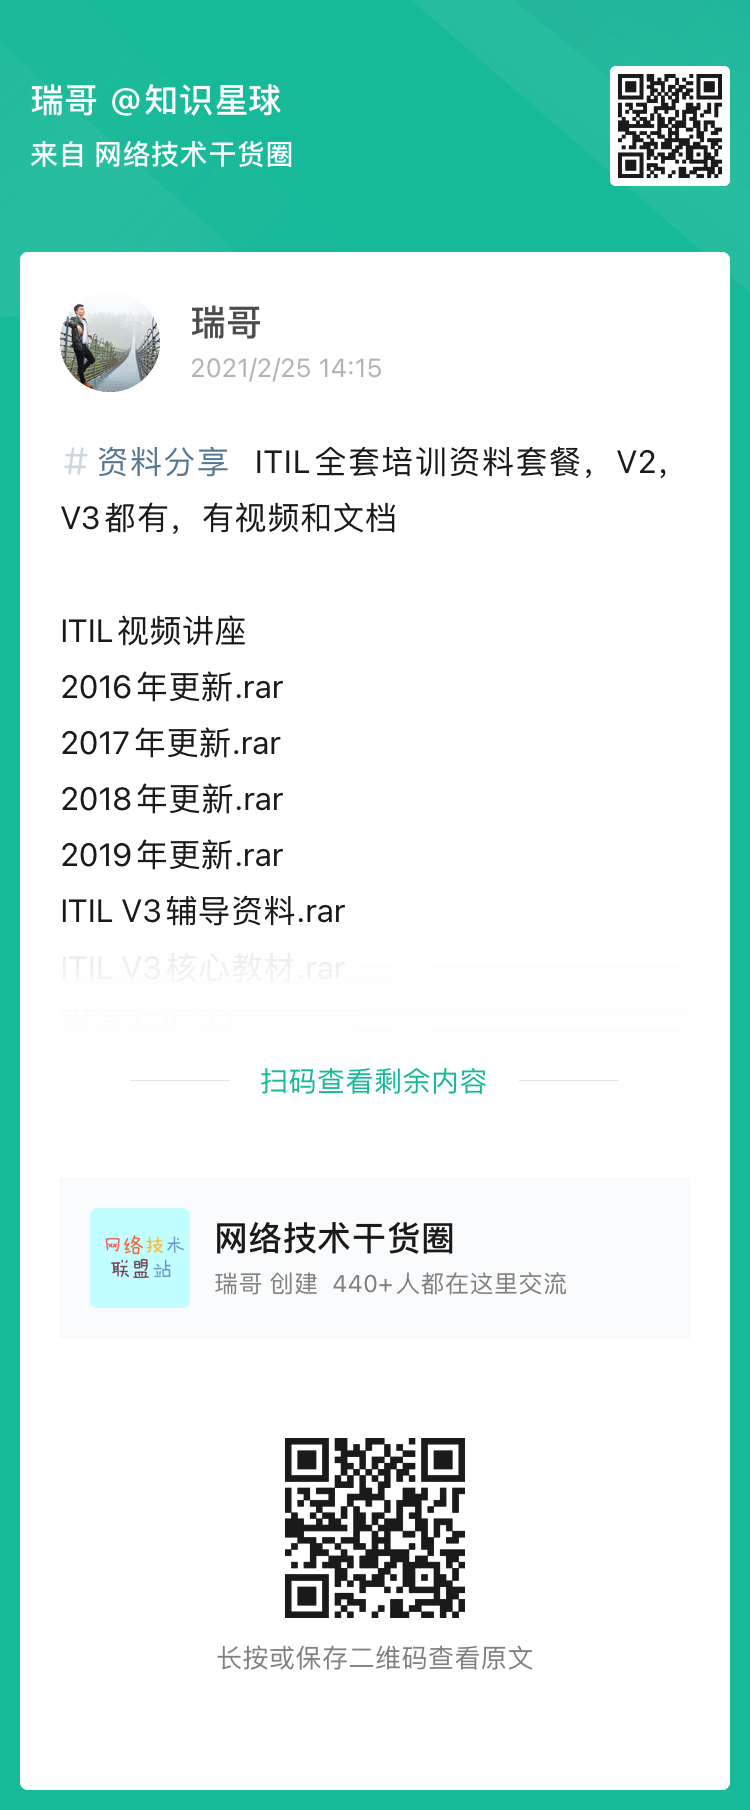 瑞哥 @知识星球
来自 网络技术干货圈
瑞哥
2021/2/25 14:15
#资料分享 ITIL全套培训资料套餐，V2，
V3都有，有视频和文档
ITIL视频讲座
2016年更新.rar
2017年更新.rar
2018年更新.rar
2019年更新.rar
ITIL V3辅导资料.rar
ITIL V3核心教材.rar
扫码查看剩余内容
网络技术
联盟站
网络技术干货圈
瑞哥 创建 440+人都在这里交流
长按或保存二维码查看原文